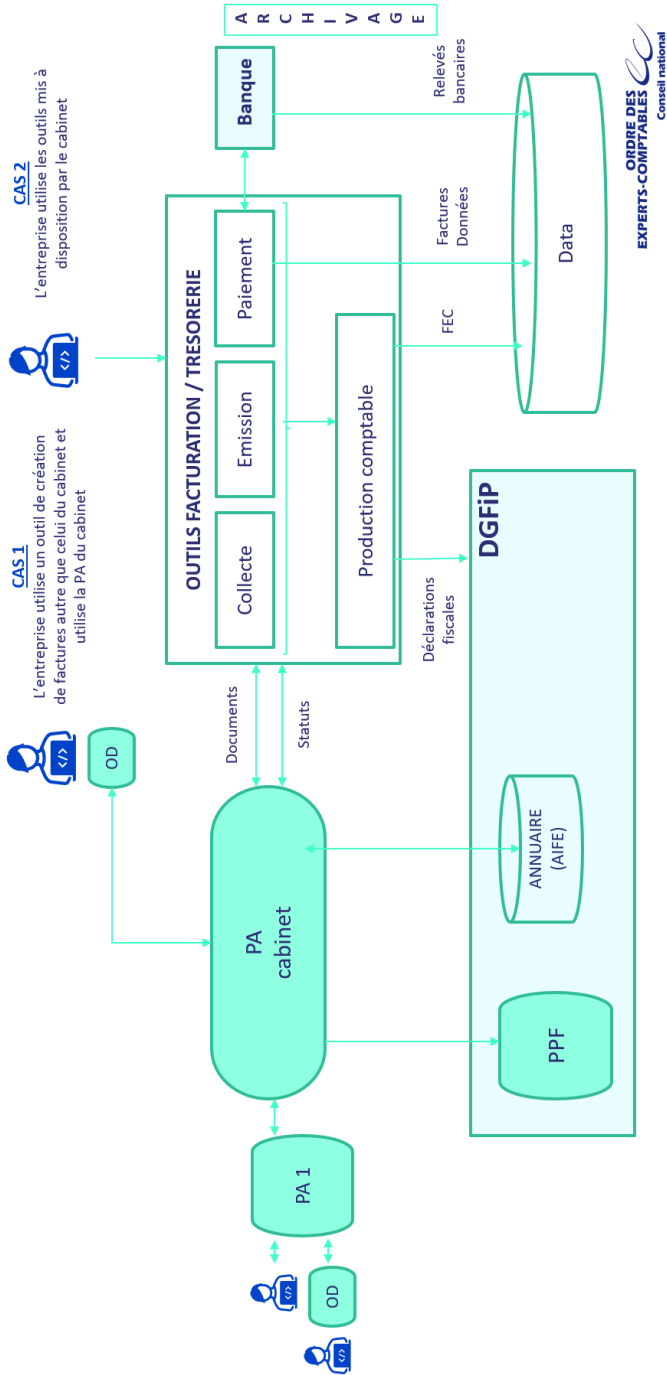 CAS 1
L'entreprise utilise un outil de création
de factures autre que celui du cabinet et
utilise la PA du cabinet
CAS 2
L'entreprise utilise les outils mis à
disposition par le cabinet
</>
OD
</>
OUTILS FACTURATION / TRESORERIE
Collecte
Emission
Paiement
Banque
ARCHIVAGE
Documents
Statuts
PA
cabinet
PA 1
</>
OD
</>
Production comptable
Déclarations
fiscales
FEC
Factures
Données
Relevés
bancaires
DGFiP
PPF
ANNUAIRE
(AIFE)
Data
ORDRE DES
EXPERTS-COMPTABLES
Conseil national